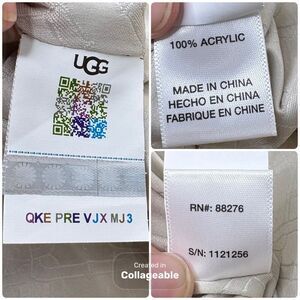 UGG
QKE PRE VJX MJ3
100% ACRYLIC
MADE IN CHINA
HECHO EN CHINA
FABRIQUE EN CHINE
RN#: 88276
S/N: 1121256
Created in
Collageable